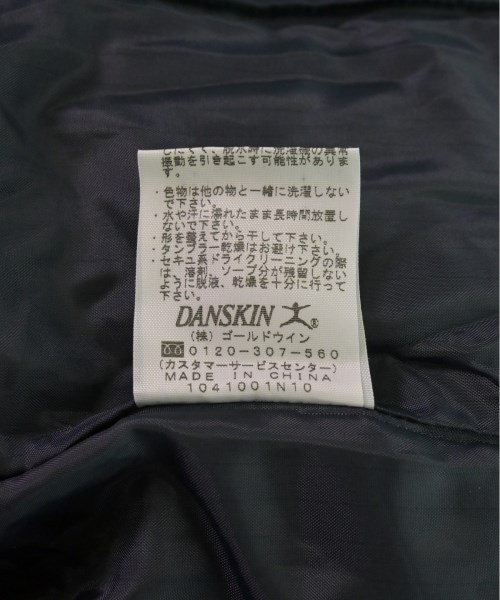 しにくく、脱水時に洗濯機の異常
振動を引き起こす可能性がありま
す。
・色物は他の物と一緒に洗濯しない
で下さい。
・水や汗に濡れたまま長時間放置し
ないで下さい。
・形を整えてから干して下さい。
・タンブラー乾燥はお避け下さい。
・セキユ系ドライクリーニングの際
は、溶剤、ソープ分が残留しない
ように脱液、乾燥を十分に行って
下さい。
DANSKIN ®
(株) ゴールドウイン
0120-307-560
(カスタマーサービスセンター)
MADE IN CHINA
1041001N10